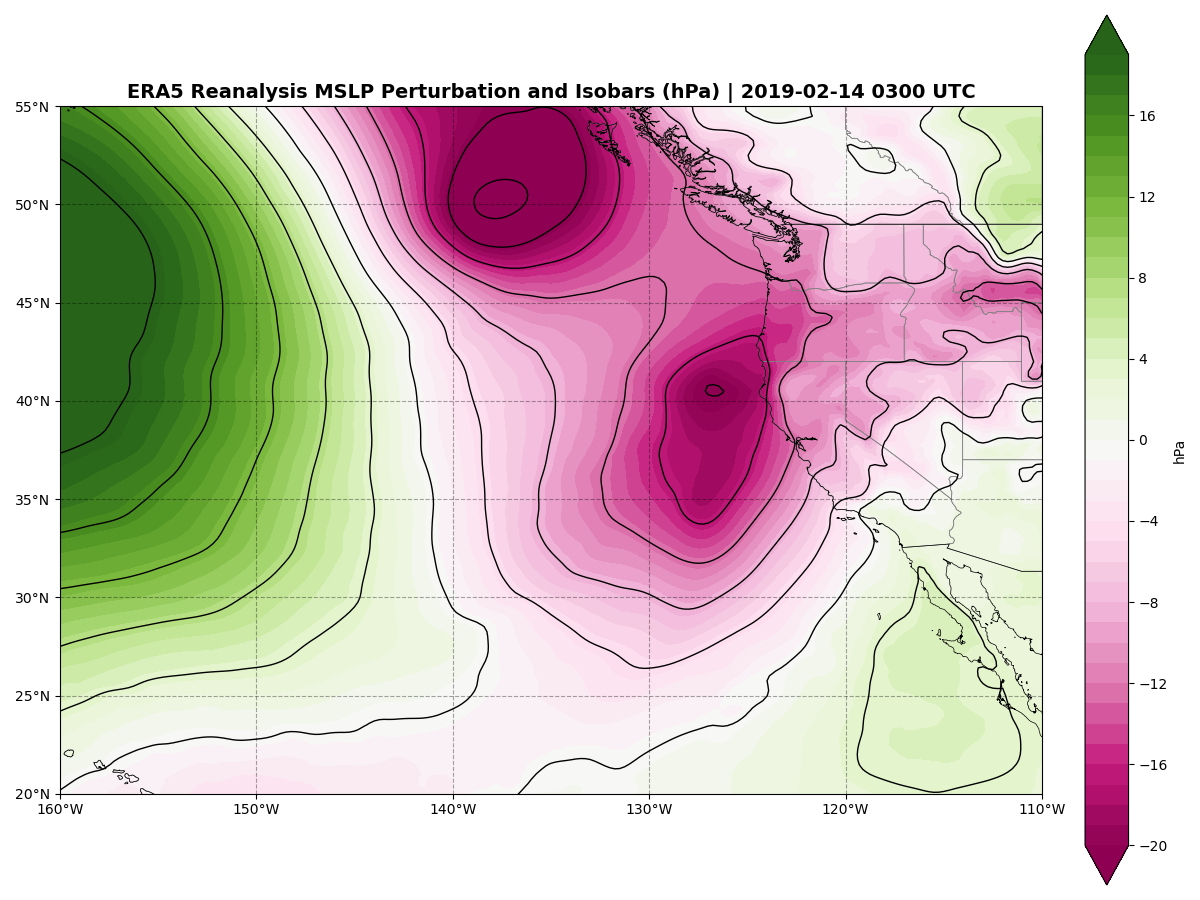 ERA5 Reanalysis MSLP Perturbation and Isobars (hPa) | 2019-02-14 0300 UTC
55°N
50°N
45°N
40°N
35°N
30°N
25°N
20°N
160°W 150°W 140°W 130°W 120°W 110°W
16
12
8
4
0
−4
−8
−12
−16
−20
hPa